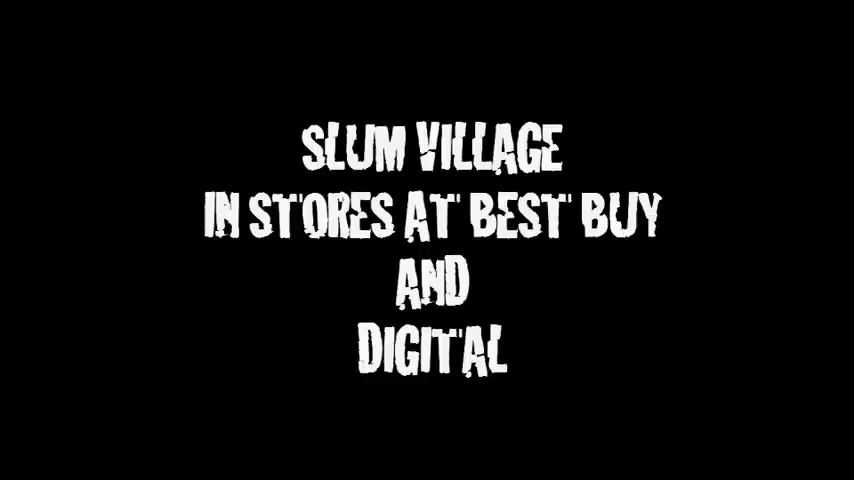 SLUM VILLAGE
IN STORES AT BEST BUY
AND
DIGITAL